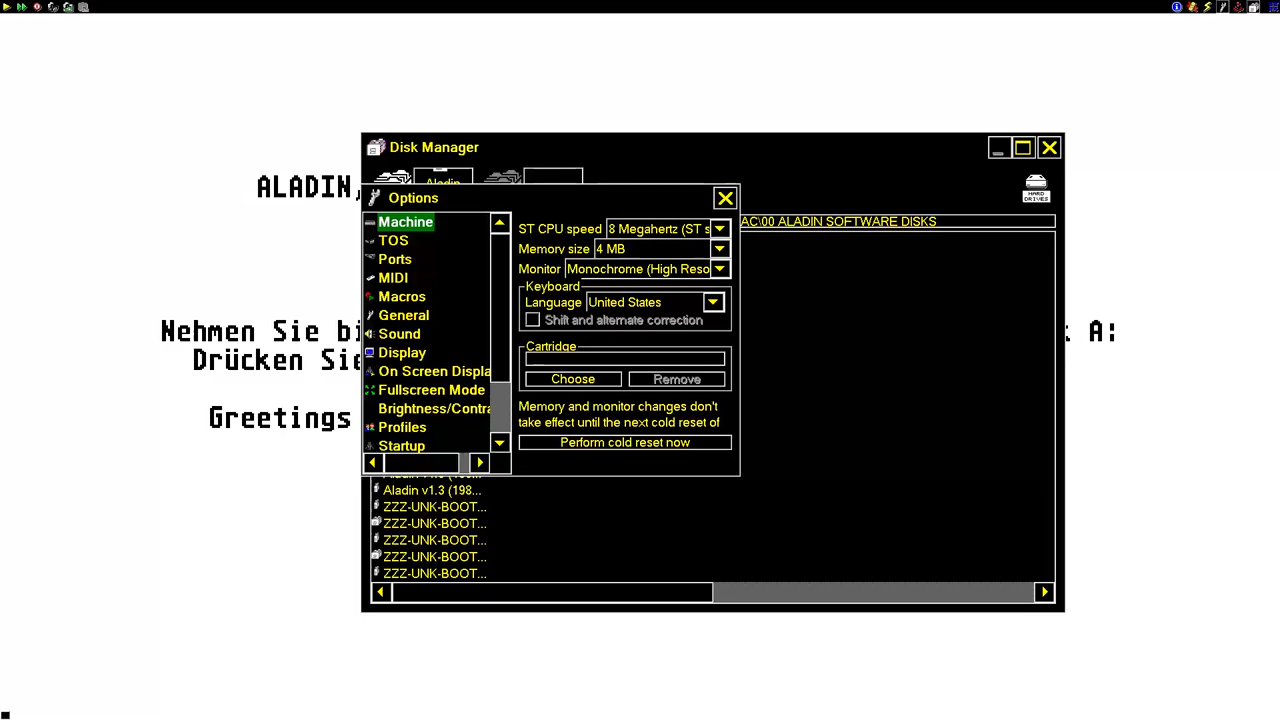 Disk Manager
ALADIN,
Aladin
HARD DRIVES
Options
AC\00 ALADIN SOFTWARE DISKS
Machine
TOS
Ports
MIDI
Macros
General
Sound
Display
On Screen Displa
Fullscreen Mode
Brightness/Contra
Profiles
Startup
ST CPU speed 8 Megahertz (ST s
Memory size 4 MB
Monitor Monochrome (High Reso
Keyboard
Language United States
Shift and alternate correction
Cartridge
Choose Remove
Memory and monitor changes don't
take effect until the next cold reset of
Perform cold reset now
Nehmen Sie bi A:
Drücken Sie
Greetings
Aladin v1.3 (198...
ZZZ-UNK-BOOT...
ZZZ-UNK-BOOT...
ZZZ-UNK-BOOT...
ZZZ-UNK-BOOT...
ZZZ-UNK-BOOT...